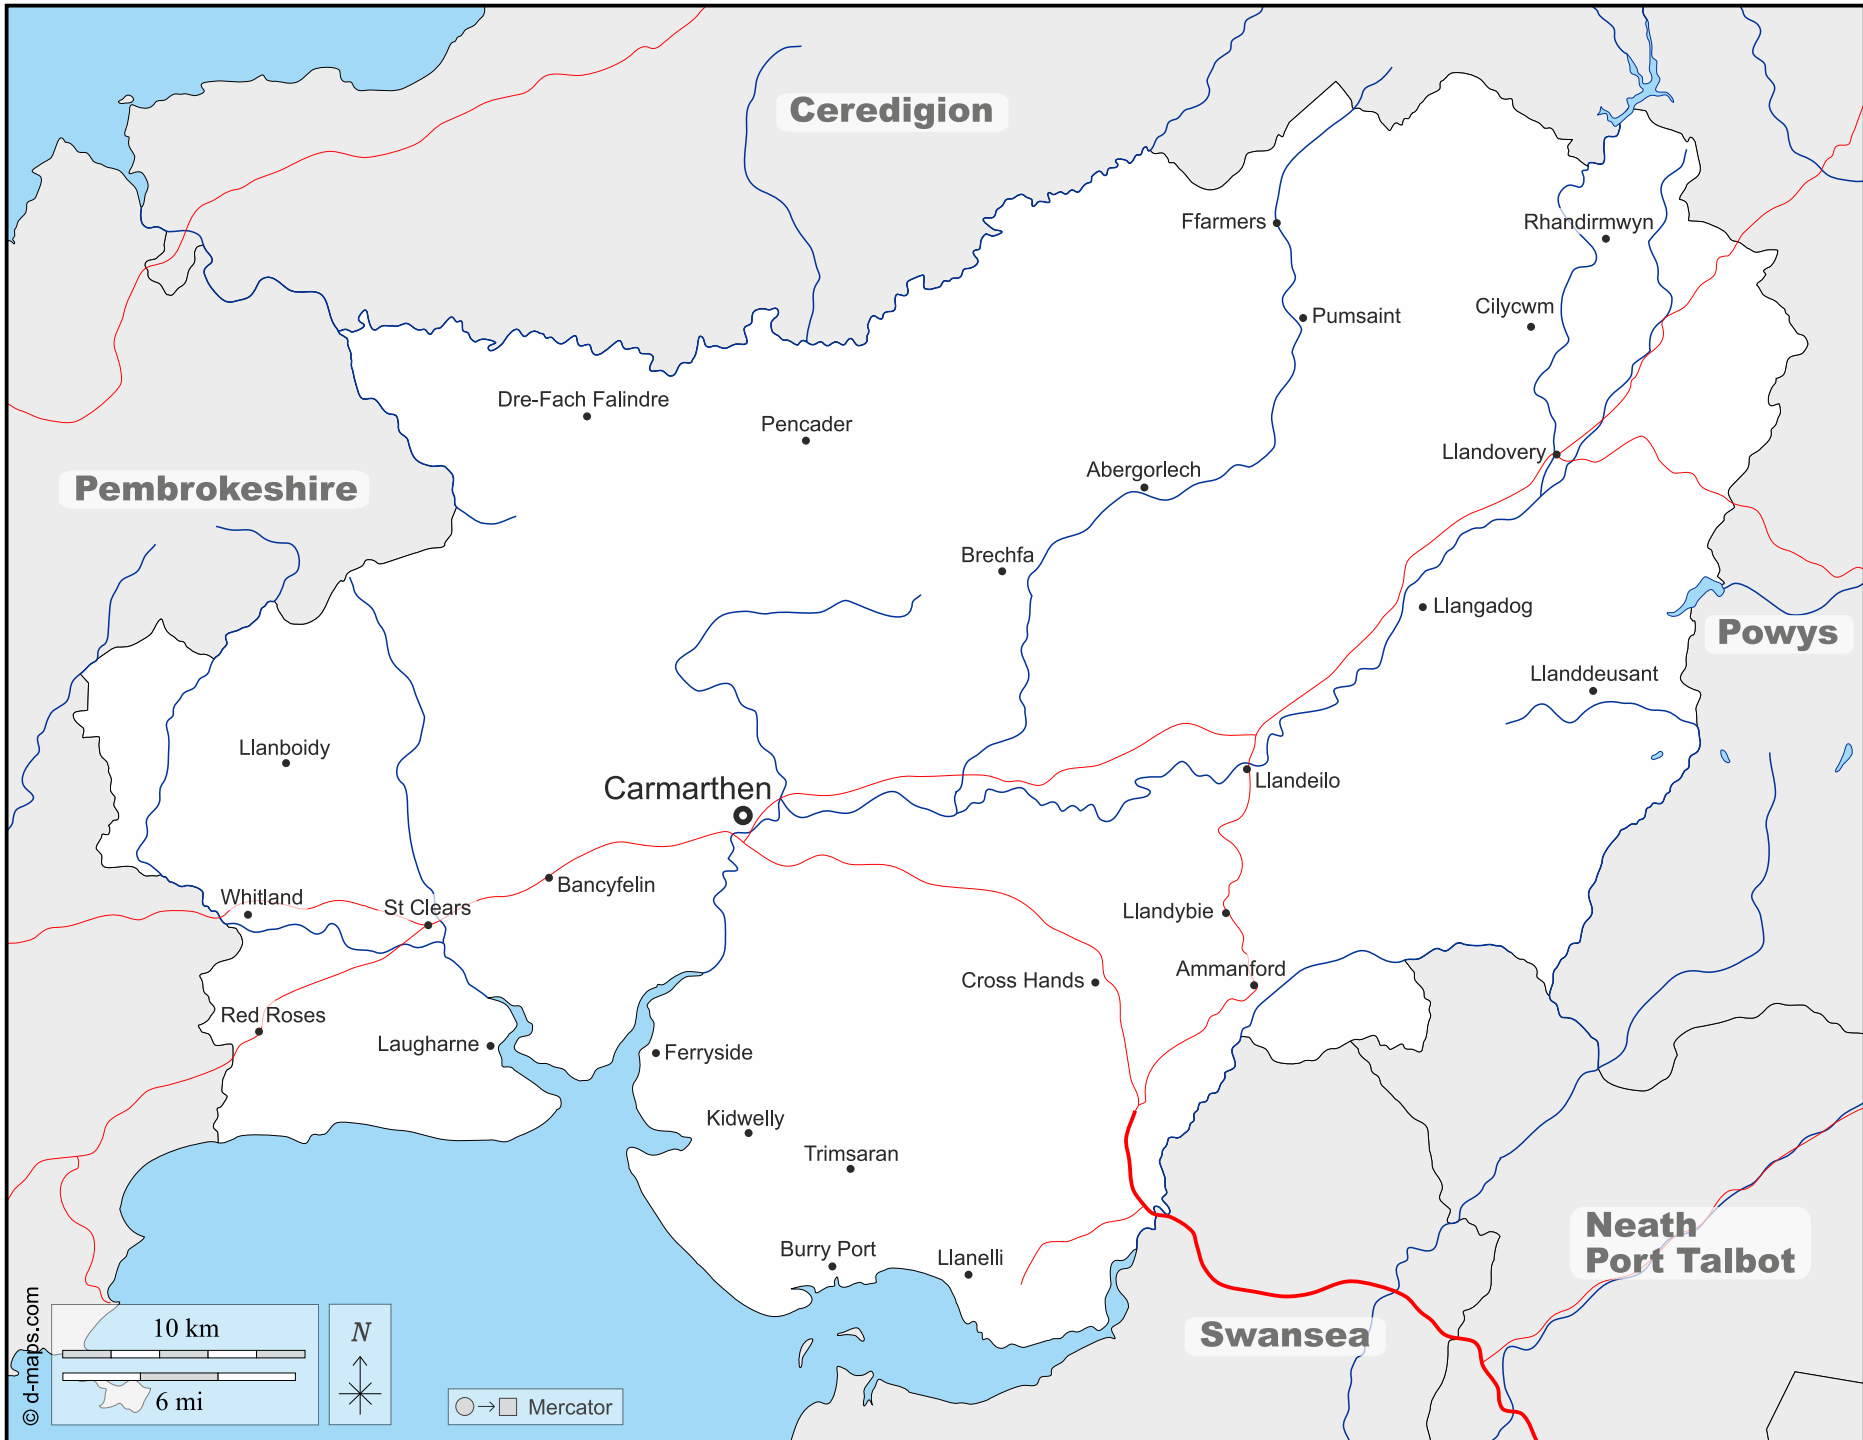 Ceredigion
Ffarmers
Rhandirmwyn
Pumsaint
Cilycwm
Dre-Fach Falindre
Pencader
Llandovery
Abergorlech
Pembrokeshire
Brechfa
Llangadog
Powys
Llanddeusant
Llanboidy
Carmarthen
Llandeilo
Bancyfelin
Whitland
St Clears
Llandybie
Cross Hands
Ammanford
Red Roses
Laugharne
Ferryside
Kidwelly
Trimsaran
Neath
Port Talbot
Burry Port
Llanelli
Swansea
10 km
6 mi
N
Mercator
© d-maps.com